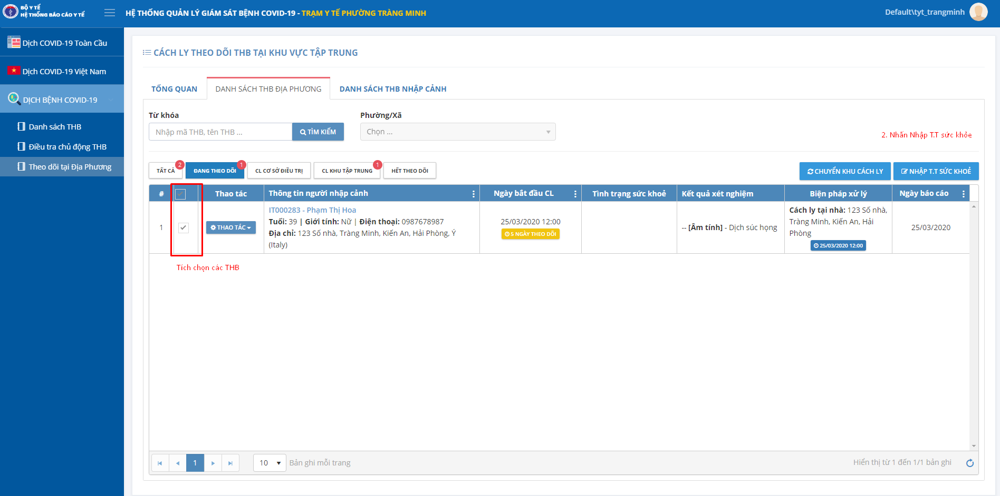 BỘ Y TẾ
HỆ THỐNG BÁO CÁO Y TẾ
HỆ THỐNG QUẢN LÝ GIÁM SÁT BỆNH COVID-19 - TRẠM Y TẾ PHƯỜNG TRÀNG MINH
Default\tyt_trangminh
Dịch COVID-19 Toàn Cầu
Dịch COVID-19 Việt Nam
DỊCH BỆNH COVID-19
Danh sách THB
Điều tra chủ động THB
Theo dõi tại Địa Phương
CÁCH LY THEO DÕI THB TẠI KHU VỰC TẬP TRUNG
TỔNG QUAN
DANH SÁCH THB ĐỊA PHƯƠNG
DANH SÁCH THB NHẬP CẢNH
Từ khóa
Phường/Xã
Nhập mã THB, tên THB ...
TÌM KIẾM
Chọn ...
2. Nhấn Nhập T.T sức khỏe
TẤT CẢ 2
ĐANG THEO DÕI 1
CL CƠ SỞ ĐIỀU TRỊ
CL KHU TẬP TRUNG 1
HẾT THEO DÕI
CHUYỂN KHU CÁCH LY
NHẬP T.T SỨC KHOẺ
# Thao tác Thông tin người nhập cảnh Ngày bắt đầu CL Tình trạng sức khoẻ Kết quả xét nghiệm Biện pháp xử lý Ngày báo cáo
1
THAO TÁC
IT000283 - Phạm Thị Hoa
Tuổi: 39 | Giới tính: Nữ | Điện thoại: 0987678987
Địa chỉ: 123 Số nhà, Tràng Minh, Kiến An, Hải Phòng, Ý
(Italy)
25/03/2020 12:00
5 NGÀY THEO DÕI
-- [Âm tính] - Dịch súc họng
Cách ly tại nhà: 123 Số nhà,
Tràng Minh, Kiến An, Hải
Phòng
25/03/2020 12:00
25/03/2020
Tích chọn các THB
1
10
Bản ghi mỗi trang
Hiển thị từ 1 đến 1/1 bản ghi